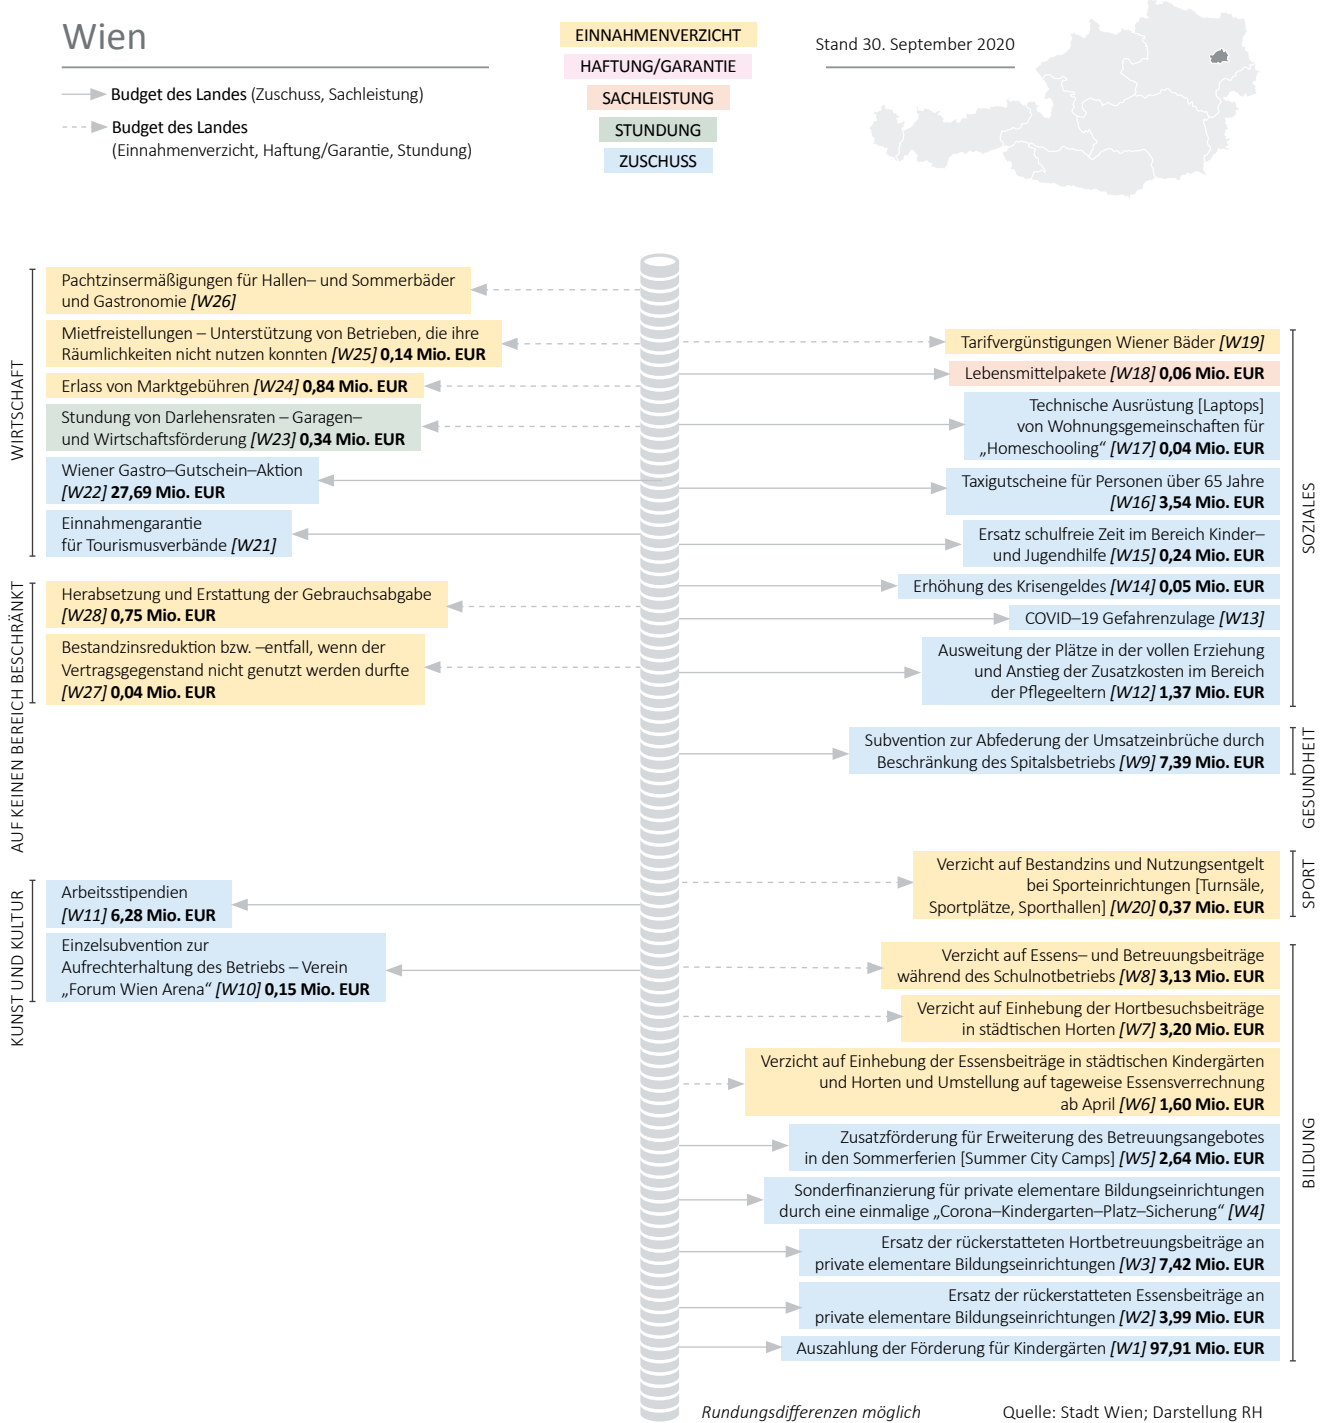 Wien
Budget des Landes (Zuschuss, Sachleistung)
Budget des Landes
(Einnahmenverzicht, Haftung/Garantie, Stundung)
EINNAHMENVERZICHT
HAFTUNG/GARANTIE
SACHLEISTUNG
STUNDUNG
ZUSCHUSS
Stand 30. September 2020
WIRTSCHAFT
Pachtzinsermäßigungen für Hallen– und Sommerbäder
und Gastronomie [W26]
Mietfreistellungen – Unterstützung von Betrieben, die ihre
Räumlichkeiten nicht nutzen konnten [W25] 0,14 Mio. EUR
Erlass von Marktgebühren [W24] 0,84 Mio. EUR
Stundung von Darlehensraten – Garagen–
und Wirtschaftsförderung [W23] 0,34 Mio. EUR
Wiener Gastro–Gutschein–Aktion
[W22] 27,69 Mio. EUR
Einnahmengarantie
für Tourismusverbände [W21]
AUF KEINEN BEREICH BESCHRÄNKT
Herabsetzung und Erstattung der Gebrauchsabgabe
[W28] 0,75 Mio. EUR
Bestandzinsreduktion bzw. –entfall, wenn der
Vertragsgegenstand nicht genutzt werden durfte
[W27] 0,04 Mio. EUR
KUNST UND KULTUR
Arbeitsstipendien
[W11] 6,28 Mio. EUR
Einzelsubvention zur
Aufrechterhaltung des Betriebs – Verein
„Forum Wien Arena“ [W10] 0,15 Mio. EUR
SOZIALES
Tarifvergünstigungen Wiener Bäder [W19]
Lebensmittelpakete [W18] 0,06 Mio. EUR
Technische Ausrüstung [Laptops]
von Wohnungsgemeinschaften für
„Homeschooling“ [W17] 0,04 Mio. EUR
Taxigutscheine für Personen über 65 Jahre
[W16] 3,54 Mio. EUR
Ersatz schulfreie Zeit im Bereich Kinder–
und Jugendhilfe [W15] 0,24 Mio. EUR
Erhöhung des Krisengeldes [W14] 0,05 Mio. EUR
COVID–19 Gefahrenzulage [W13]
Ausweitung der Plätze in der vollen Erziehung
und Anstieg der Zusatzkosten im Bereich
der Pflegeeltern [W12] 1,37 Mio. EUR
GESUNDHEIT
Subvention zur Abfederung der Umsatzeinbrüche durch
Beschränkung des Spitalsbetriebs [W9] 7,39 Mio. EUR
SPORT
Verzicht auf Bestandzins und Nutzungsentgelt
bei Sporteinrichtungen [Turnsäle,
Sportplätze, Sporthallen] [W20] 0,37 Mio. EUR
BILDUNG
Verzicht auf Essens– und Betreuungsbeiträge
während des Schulnotbetriebs [W8] 3,13 Mio. EUR
Verzicht auf Einhebung der Hortbesuchsbeiträge
in städtischen Horten [W7] 3,20 Mio. EUR
Verzicht auf Einhebung der Essensbeiträge in städtischen Kindergärten
und Horten und Umstellung auf tageweise Essensverrechnung
ab April [W6] 1,60 Mio. EUR
Zusatzförderung für Erweiterung des Betreuungsangebotes
in den Sommerferien [Summer City Camps] [W5] 2,64 Mio. EUR
Sonderfinanzierung für private elementare Bildungseinrichtungen
durch eine einmalige „Corona–Kindergarten–Platz–Sicherung“ [W4]
Ersatz der rückerstatteten Hortbetreuungsbeiträge an
private elementare Bildungseinrichtungen [W3] 7,42 Mio. EUR
Ersatz der rückerstatteten Essensbeiträge an
private elementare Bildungseinrichtungen [W2] 3,99 Mio. EUR
Auszahlung der Förderung für Kindergärten [W1] 97,91 Mio. EUR
Rundungsdifferenzen möglich
Quelle: Stadt Wien; Darstellung RH